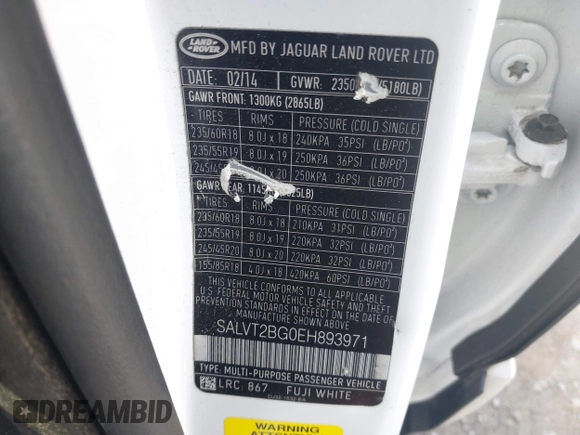 LAND ROVER
MFD BY JAGUAR LAND ROVER LTD
DATE: 02/14 GVWR: 2350 5180LB)
GAWR FRONT: 1300KG (2865LB)
TIRES RIMS PRESSURE (COLD SINGLE)
235/60R18 8.0J x 18 240KPA 35PSI (LB/PO²)
235/55R19 8.0J x 19 250KPA 36PSI (LB/PO²)
245/45 x 20 250KPA 36PSI (LB/PO²)
GAWR 25LB)
TIRES RIMS PRESSURE (COLD SINGLE)
235/60R18 8.0J x 18 210KPA 31PSI (LB/PO²)
235/55R19 8.0J x 19 220KPA 32PSI (LB/PO²)
245/45R20 8.0J x 20 220KPA 32PSI (LB/PO²)
155/85R18 4.0J x 18 420KPA 60PSI (LB/PO²)
THIS VEHICLE CONFORMS TO ALL APPLICABLE
U.S. FEDERAL MOTOR VEHICLE SAFETY AND THEFT
PREVENTION STANDARDS IN EFFECT ON THE DATE
OF MANUFACTURE SHOWN ABOVE.
SALVT2BG0EH893971
TYPE: MULTI-PURPOSE PASSENGER VEHICLE
LRC: 867 FUJI WHITE
WARNING
DREAMBID